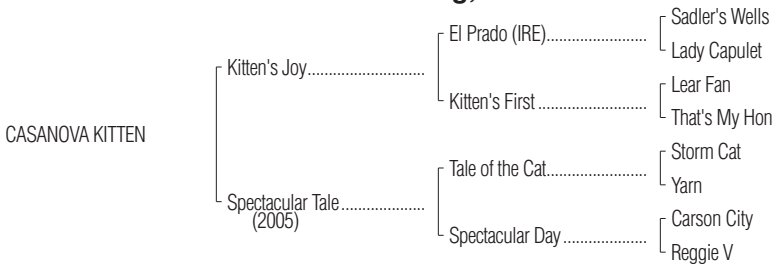 Sadler's Wells
El Prado (IRE)........................
Lady Capulet
Kitten's Joy...........................
Lear Fan
Kitten's First .........................
That's My Hon
CASANOVA KITTEN
Storm Cat
Tale of the Cat.......................
Yarn
Spectacular Tale ...................
(2005)
Carson City
Spectacular Day ...................
Reggie V